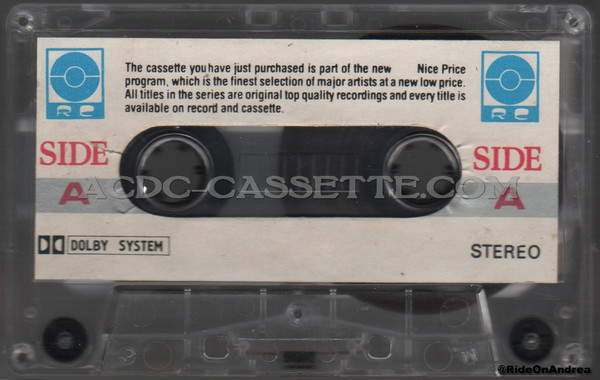 The cassette you have just purchased is part of the new Nice Price
program, which is the finest selection of major artists at a new low price.
All titles in the series are original top quality recordings and every title is
available on record and cassette.
RC
RC
SIDE
SIDE
ACDC-CASSETTE.COM
A
A
DOLBY SYSTEM
STEREO
@RideOnAndrea